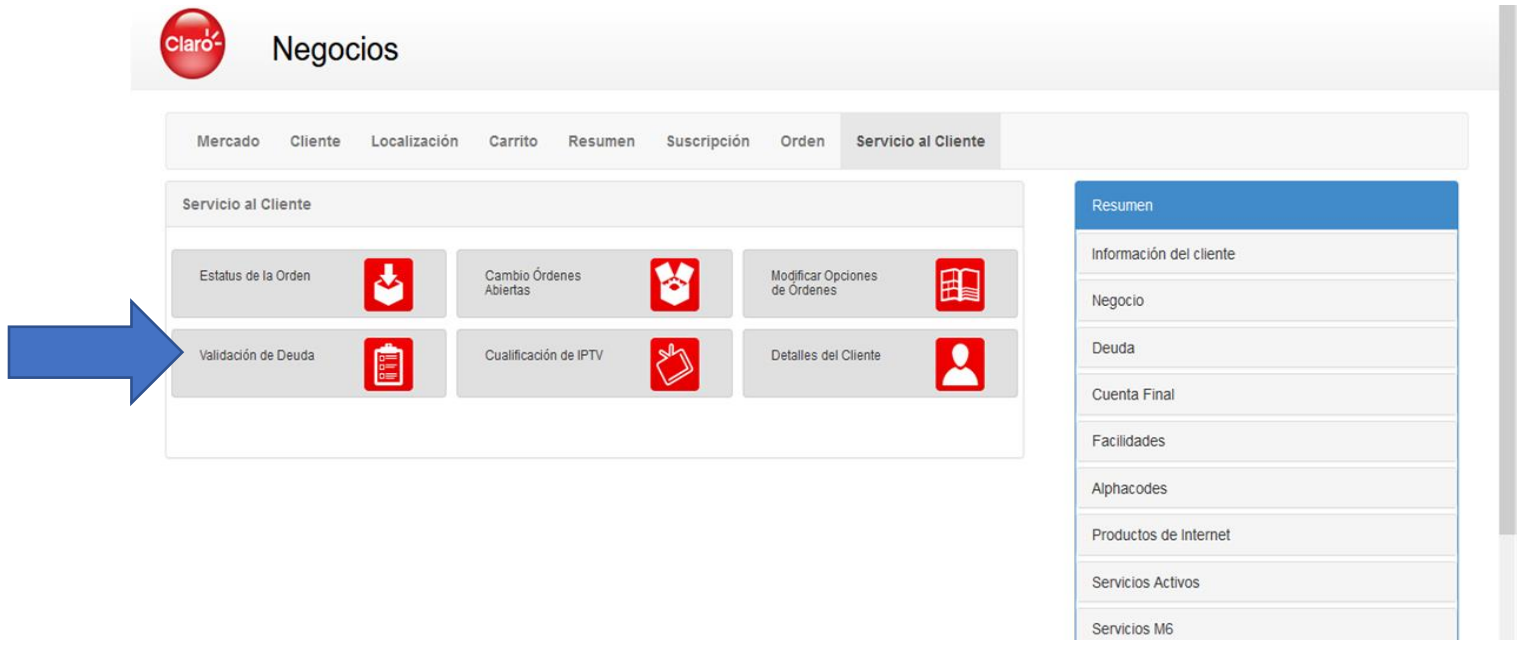 Claro-
Negocios
Mercado Cliente Localización Carrito Resumen Suscripción Orden Servicio al Cliente
Servicio al Cliente
Estatus de la Orden
Cambio Órdenes
Abiertas
Modificar Opciones
de Órdenes
Validación de Deuda
Cualificación de IPTV
Detalles del Cliente
Resumen
Información del cliente
Negocio
Deuda
Cuenta Final
Facilidades
Alphacodes
Productos de Internet
Servicios Activos
Servicios M6